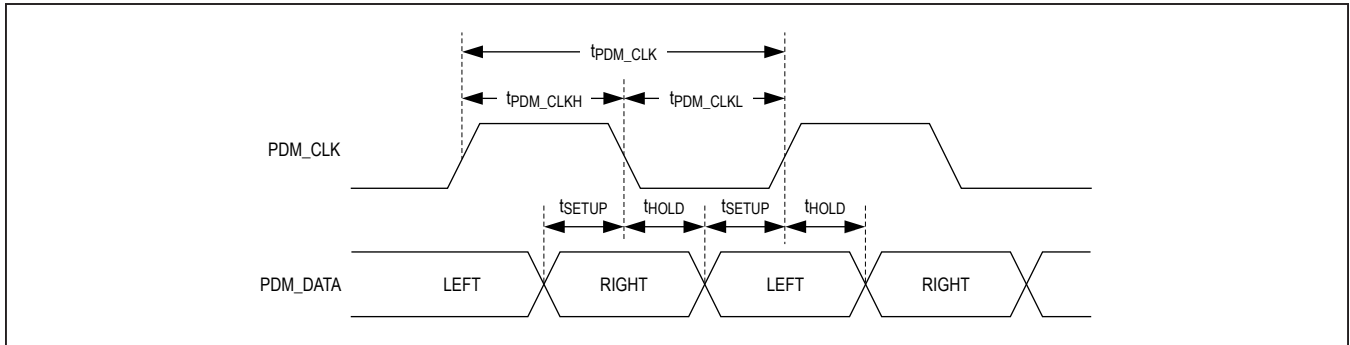 tPDM_CLK
tPDM_CLKH tPDM_CLKL
PDM_CLK
tSETUP tHOLD tSETUP tHOLD
PDM_DATA LEFT RIGHT LEFT RIGHT